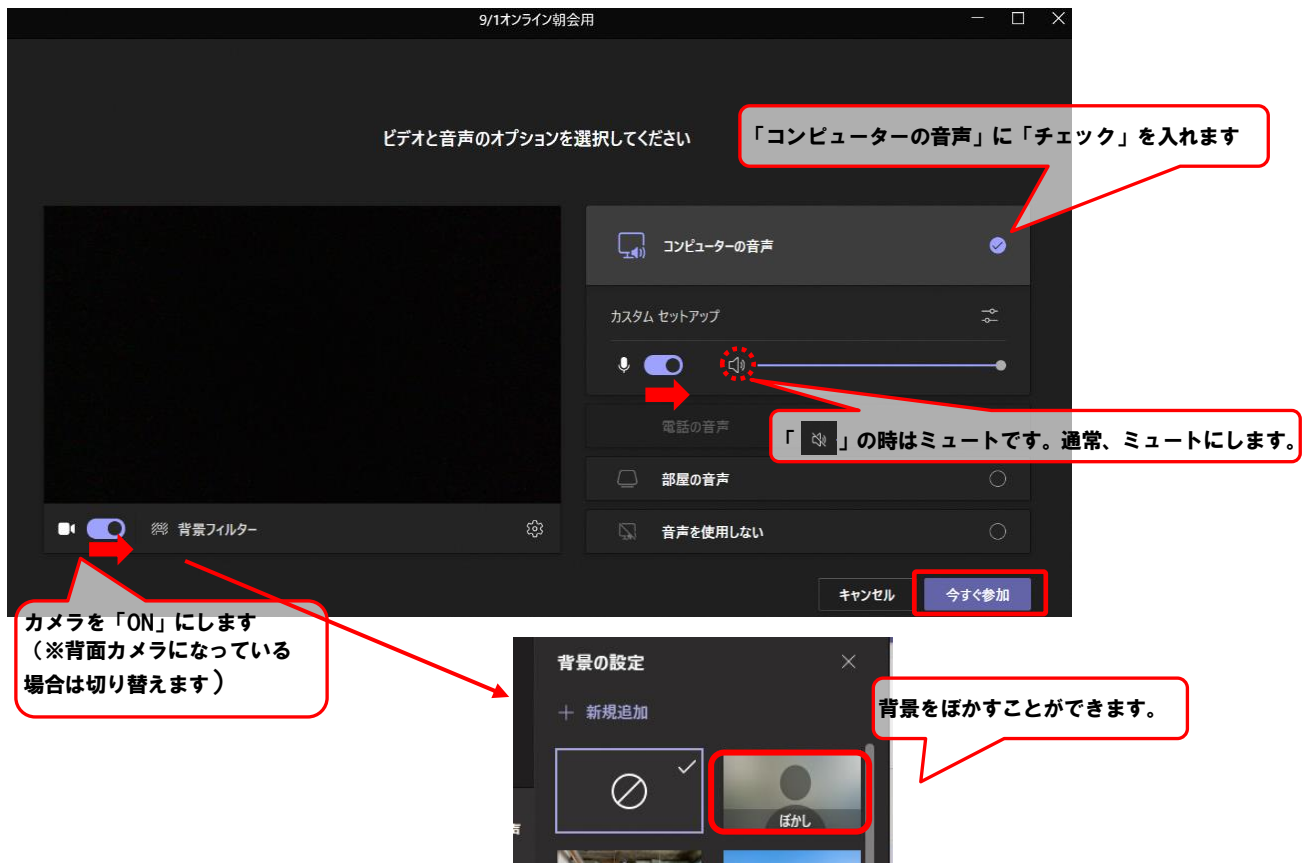 9/1オンライン朝会用
ビデオと音声のオプションを選択してください
「コンピューターの音声」に「チェック」を入れます
コンピューターの音声
カスタム セットアップ
電話の音声
「 」の時はミュートです。通常、ミュートにします。
部屋の音声
背景フィルター
音声を使用しない
キャンセル
今すぐ参加
カメラを「ON」にします
（※背面カメラになっている
場合は切り替えます）
背景の設定
＋ 新規追加
背景をぼかすことができます。
ぼかし
声